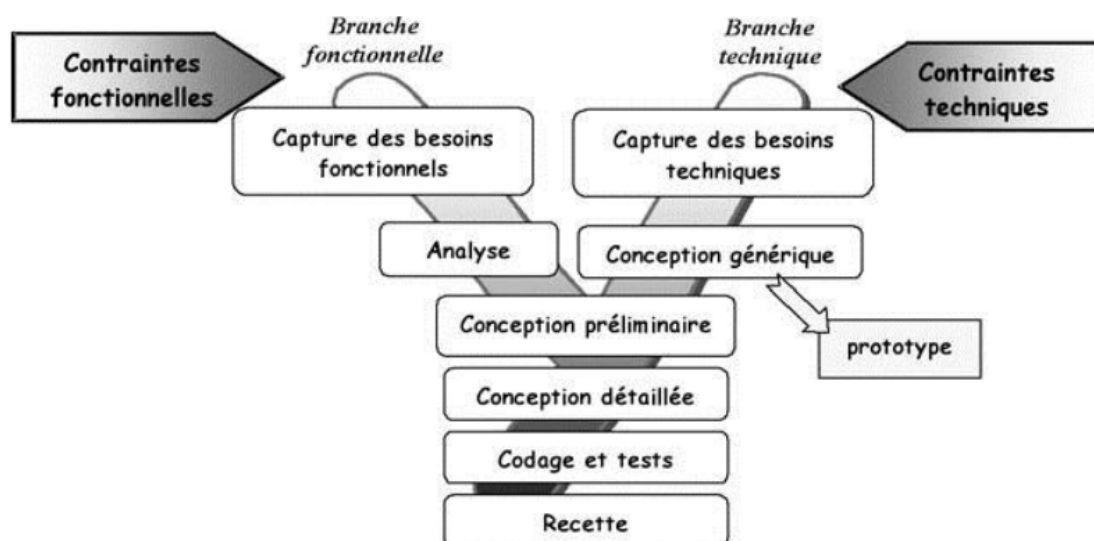 Branche
fonctionnelle
Branche
technique
Contraintes
fonctionnelles
Contraintes
techniques
Capture des besoins
fonctionnels
Capture des besoins
techniques
Analyse
Conception générique
Conception préliminaire
prototype
Conception détaillée
Codage et tests
Recette